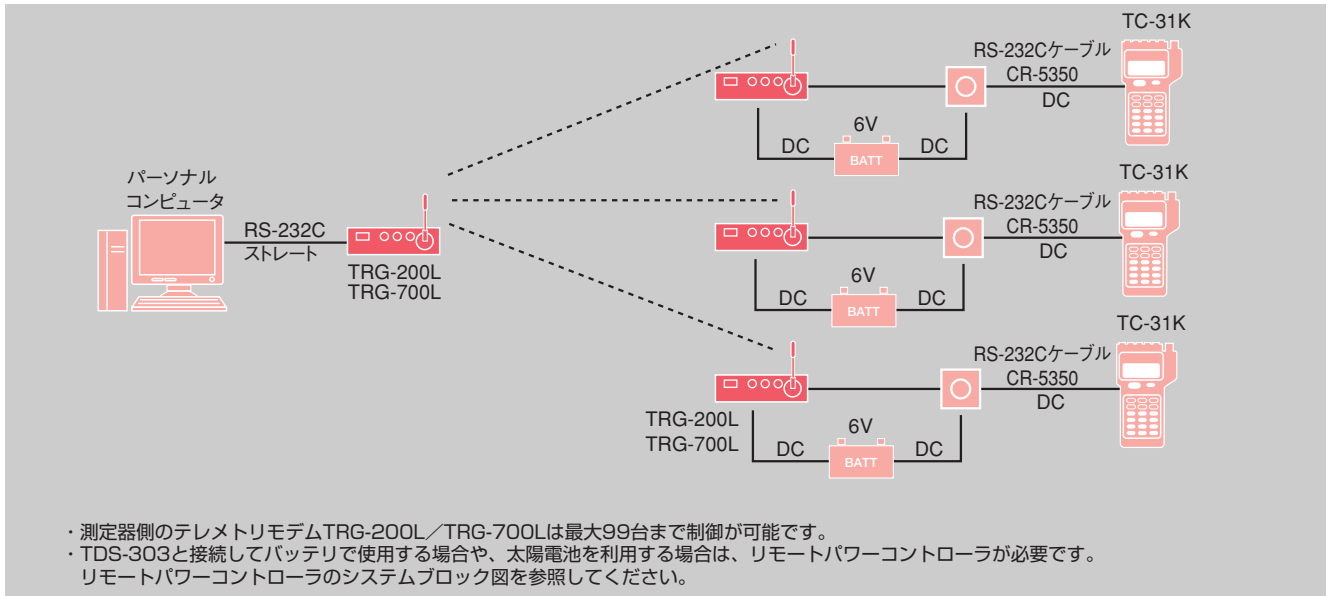 TC-31K
RS-232Cケーブル
CR-5350
DC
6V
DC
BATT
DC
パーソナル
コンピュータ
RS-232C
ストレート
TRG-200L
TRG-700L
TC-31K
RS-232Cケーブル
CR-5350
DC
6V
DC
BATT
DC
TC-31K
RS-232Cケーブル
CR-5350
DC
TRG-200L
TRG-700L
6V
DC
BATT
DC
・測定器側のテレメトリモデムTRG-200L／TRG-700Lは最大99台まで制御が可能です。
・TDS-303と接続してバッテリで使用する場合や、太陽電池を利用する場合は、リモートパワーコントローラが必要です。
リモートパワーコントローラのシステムブロック図を参照してください。